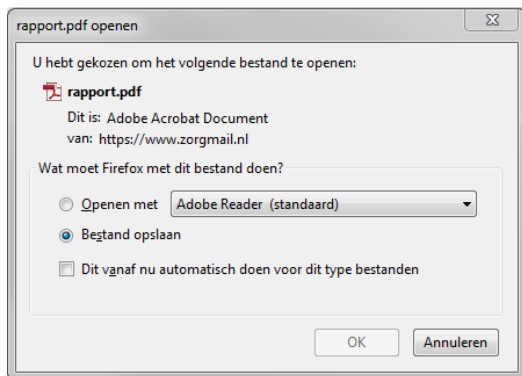 rapport.pdf openen
U hebt gekozen om het volgende bestand te openen:
rapport.pdf
Dit is: Adobe Acrobat Document
van: https://www.zorgmail.nl
Wat moet Firefox met dit bestand doen?
Openen met Adobe Reader (standaard)
Bestand opslaan
Dit vanaf nu automatisch doen voor dit type bestanden
OK Annuleren